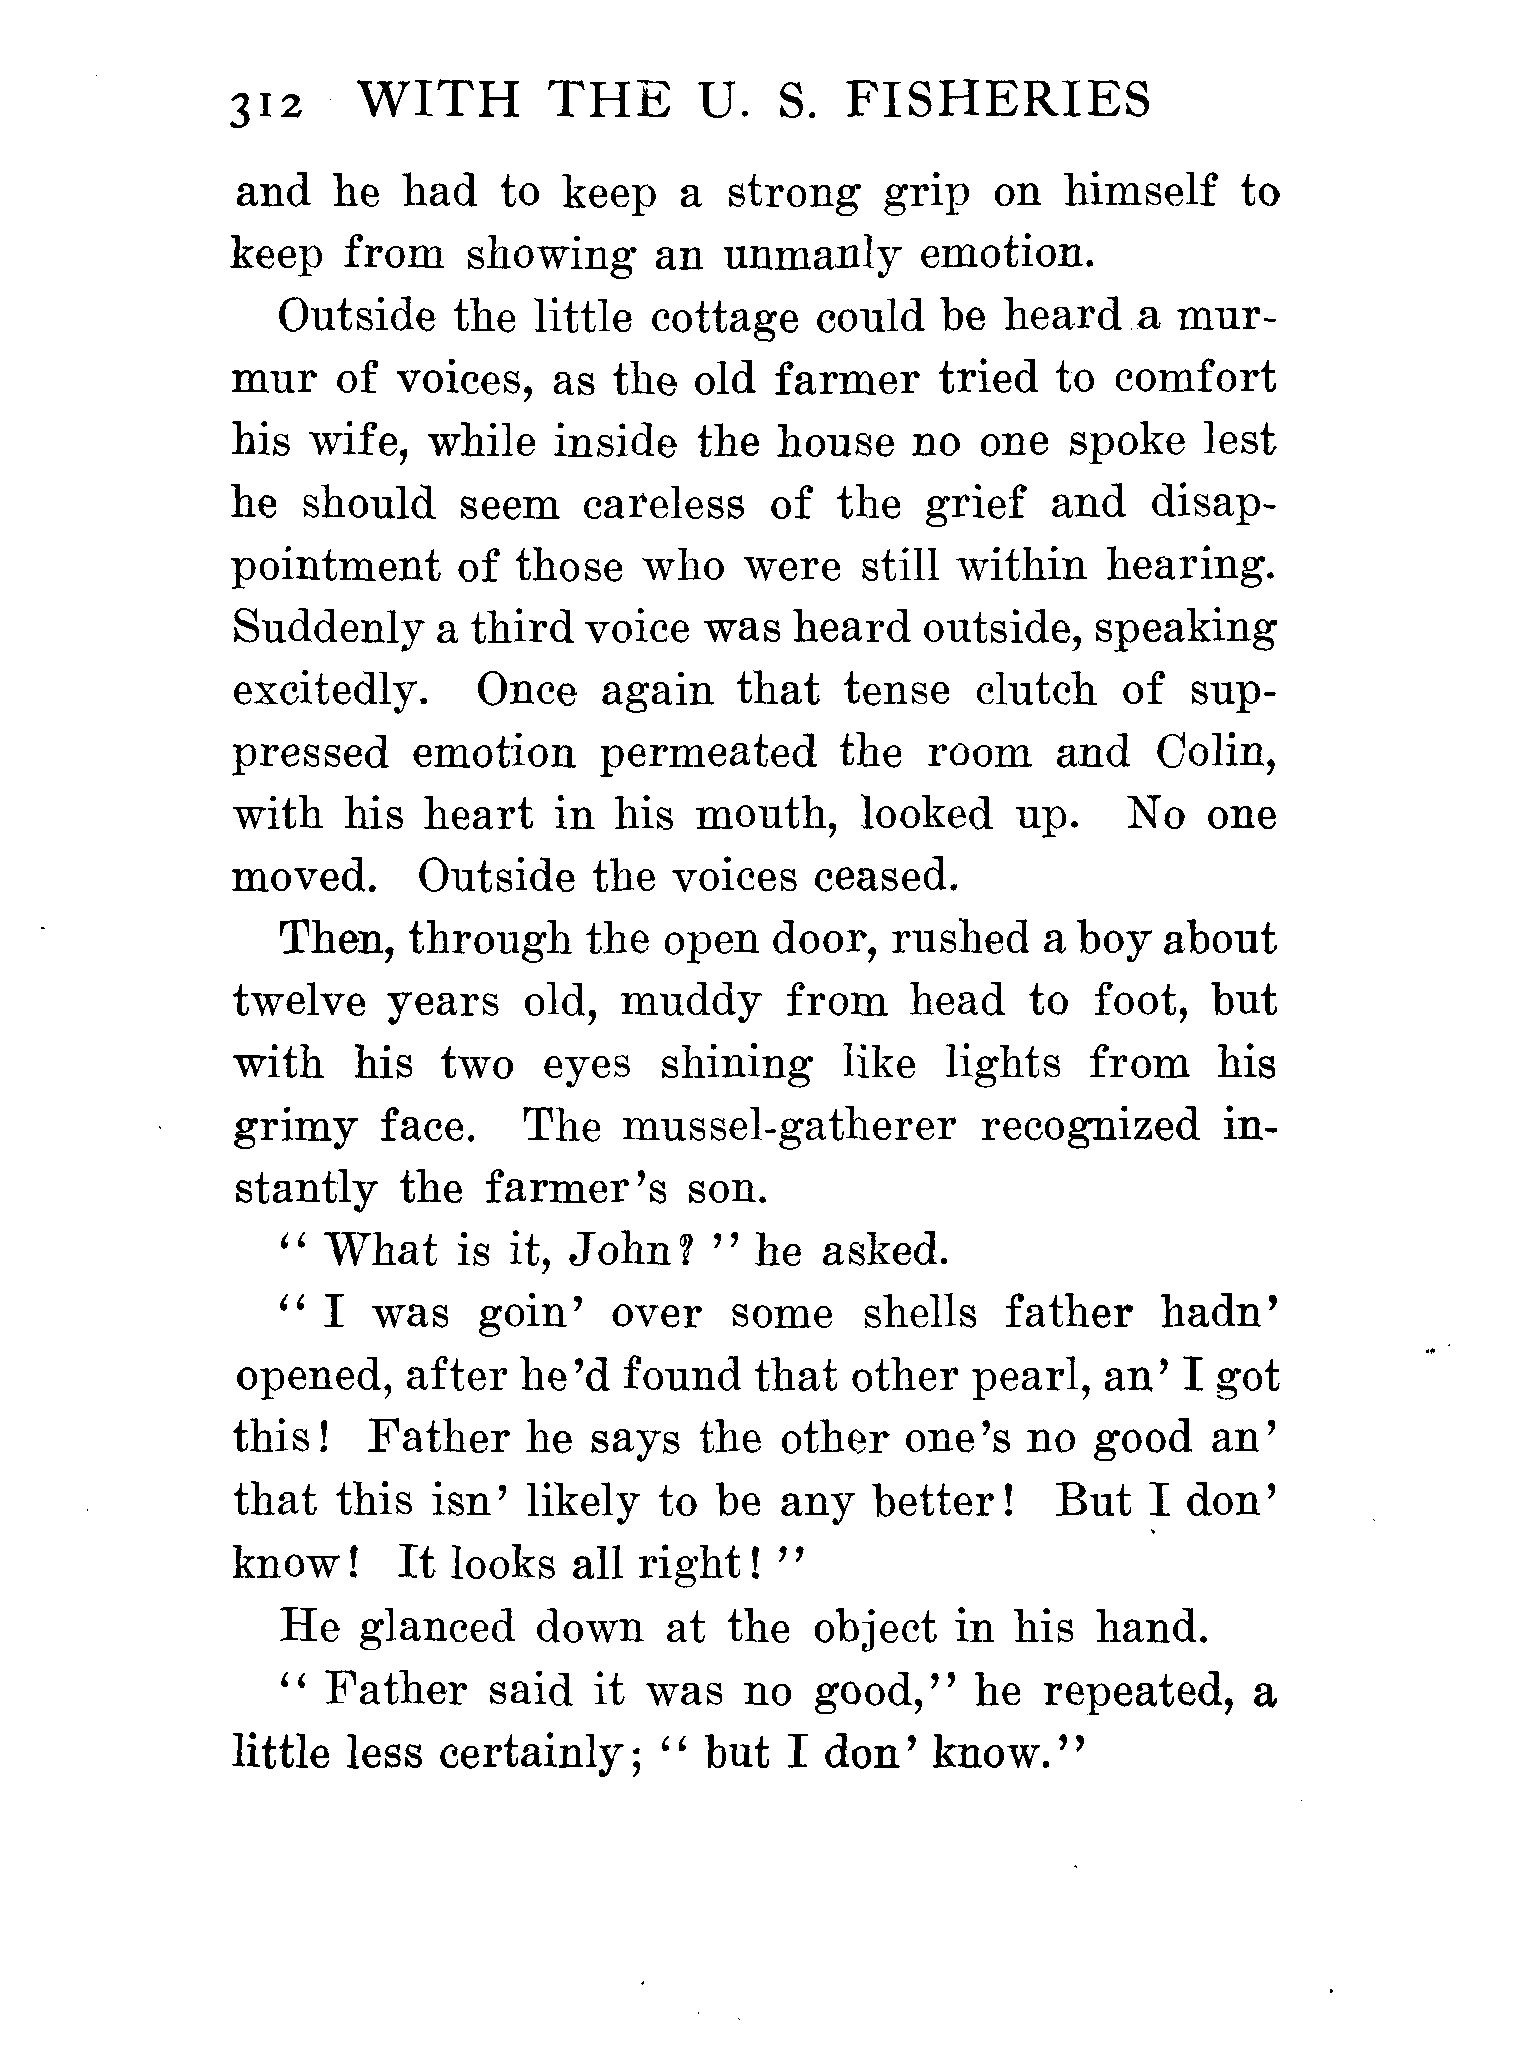 312 WITH THE U. S. FISHERIES
and he had to keep a strong grip on himself to
keep from showing an unmanly emotion.
Outside the little cottage could be heard a mur-
mur of voices, as the old farmer tried to comfort
his wife, while inside the house no one spoke lest
he should seem careless of the grief and disap-
pointment of those who were still within hearing.
Suddenly a third voice was heard outside, speaking
excitedly. Once again that tense clutch of sup-
pressed emotion permeated the room and Colin,
with his heart in his mouth, looked up. No one
moved. Outside the voices ceased.
Then, through the open door, rushed a boy about
twelve years old, muddy from head to foot, but
with his two eyes shining like lights from his
grimy face. The mussel-gatherer recognized in-
stantly the farmer's son.
“ What is it, John? ” he asked.
“ I was goin’ over some shells father hadn’
opened, after he’d found that other pearl, an’ I got
this! Father he says the other one’s no good an’
that this isn’ likely to be any better! But I don’
know! It looks all right! ”
He glanced down at the object in his hand.
“ Father said it was no good,” he repeated, a
little less certainly; “ but I don’ know.”